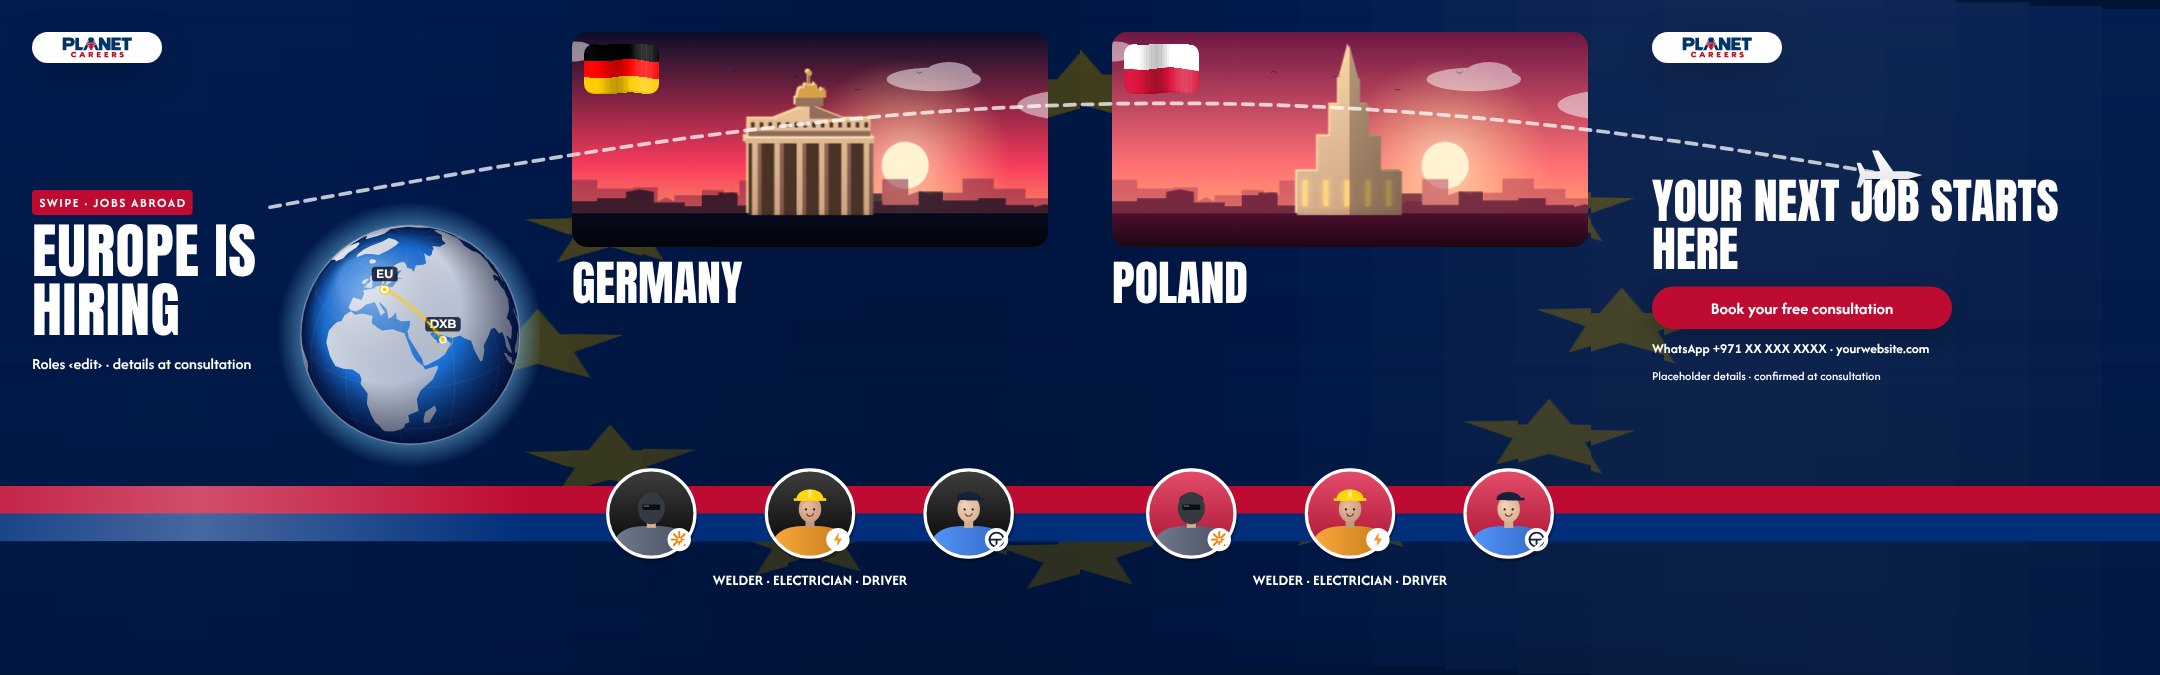 PLANET
CAREERS
SWIPE · JOBS ABROAD
EUROPE IS
HIRING
Roles ‹edit› · details at consultation
EU
DXB
GERMANY
WELDER · ELECTRICIAN · DRIVER
POLAND
WELDER · ELECTRICIAN · DRIVER
PLANET
CAREERS
YOUR NEXT JOB STARTS
HERE
Book your free consultation
WhatsApp +971 XX XXX XXXX · yourwebsite.com
Placeholder details · confirmed at consultation